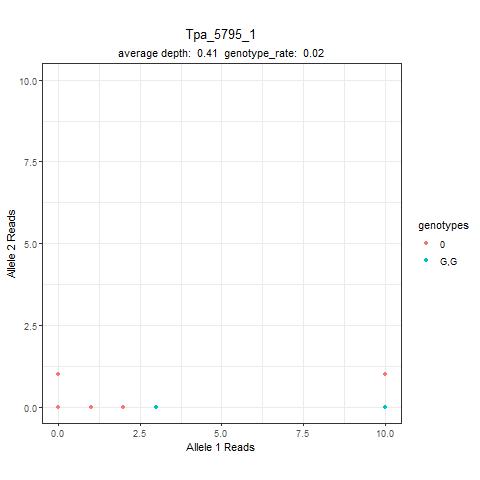 Tpa_5795_1
average depth: 0.41 genotype_rate: 0.02
Allele 2 Reads
10.0
7.5
5.0
2.5
0.0
0.0 2.5 5.0 7.5 10.0
Allele 1 Reads
genotypes
0
G,G